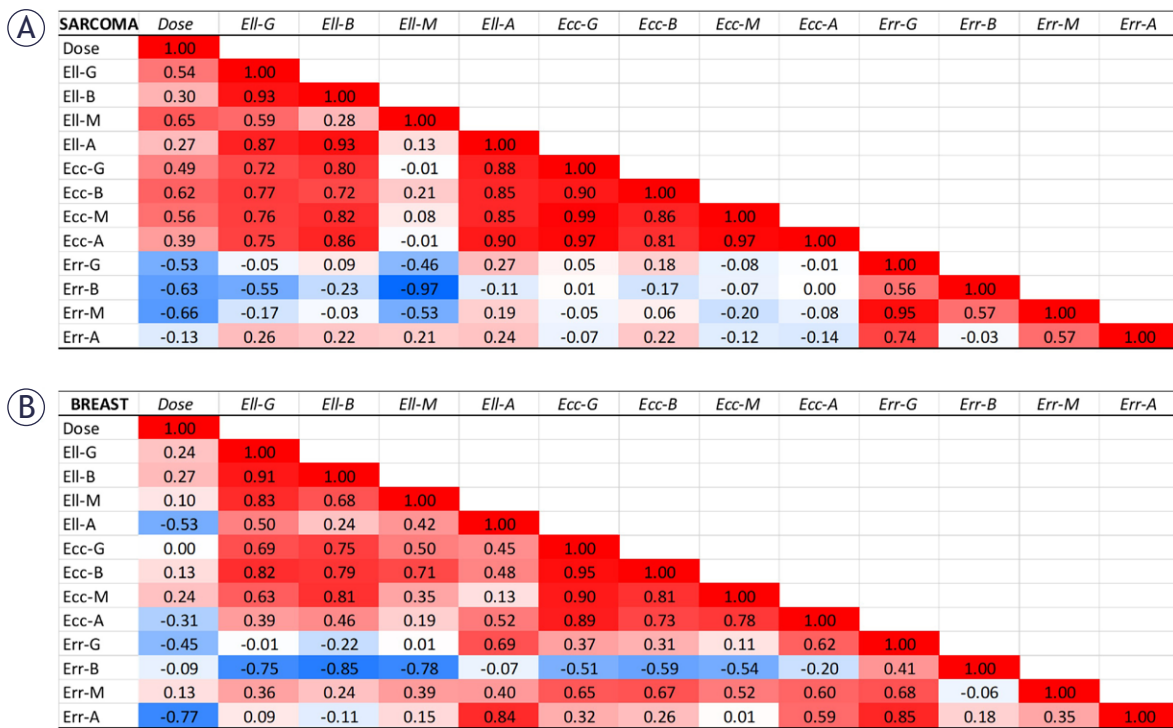 A
SARCOMA Dose Ell-G Ell-B Ell-M Ell-A Ecc-G Ecc-B Ecc-M Ecc-A Err-G Err-B Err-M Err-A
Dose 1.00
Ell-G 0.54 1.00
Ell-B 0.30 0.93 1.00
Ell-M 0.65 0.59 0.28 1.00
Ell-A 0.27 0.87 0.93 0.13 1.00
Ecc-G 0.49 0.72 0.80 -0.01 0.88 1.00
Ecc-B 0.62 0.77 0.72 0.21 0.85 0.90 1.00
Ecc-M 0.56 0.76 0.82 0.08 0.85 0.99 0.86 1.00
Ecc-A 0.39 0.75 0.86 -0.01 0.90 0.97 0.81 0.97 1.00
Err-G -0.53 -0.05 0.09 -0.46 0.27 0.05 0.18 -0.08 -0.01 1.00
Err-B -0.63 -0.55 -0.23 -0.97 -0.11 0.01 -0.17 -0.07 0.00 0.56 1.00
Err-M -0.66 -0.17 -0.03 -0.53 0.19 -0.05 0.06 -0.20 -0.08 0.95 0.57 1.00
Err-A -0.13 0.26 0.22 0.21 0.24 -0.07 0.22 -0.12 -0.14 0.74 -0.03 0.57 1.00
B
BREAST Dose Ell-G Ell-B Ell-M Ell-A Ecc-G Ecc-B Ecc-M Ecc-A Err-G Err-B Err-M Err-A
Dose 1.00
Ell-G 0.24 1.00
Ell-B 0.27 0.91 1.00
Ell-M 0.10 0.83 0.68 1.00
Ell-A -0.53 0.50 0.24 0.42 1.00
Ecc-G 0.00 0.69 0.75 0.50 0.45 1.00
Ecc-B 0.13 0.82 0.79 0.71 0.48 0.95 1.00
Ecc-M 0.24 0.63 0.81 0.35 0.13 0.90 0.81 1.00
Ecc-A -0.31 0.39 0.46 0.19 0.52 0.89 0.73 0.78 1.00
Err-G -0.45 -0.01 -0.22 0.01 0.69 0.37 0.31 0.11 0.62 1.00
Err-B -0.09 -0.75 -0.85 -0.78 -0.07 -0.51 -0.59 -0.54 -0.20 0.41 1.00
Err-M 0.13 0.36 0.24 0.39 0.40 0.65 0.67 0.52 0.60 0.68 -0.06 1.00
Err-A -0.77 0.09 -0.11 0.15 0.84 0.32 0.26 0.01 0.59 0.85 0.18 0.35 1.00